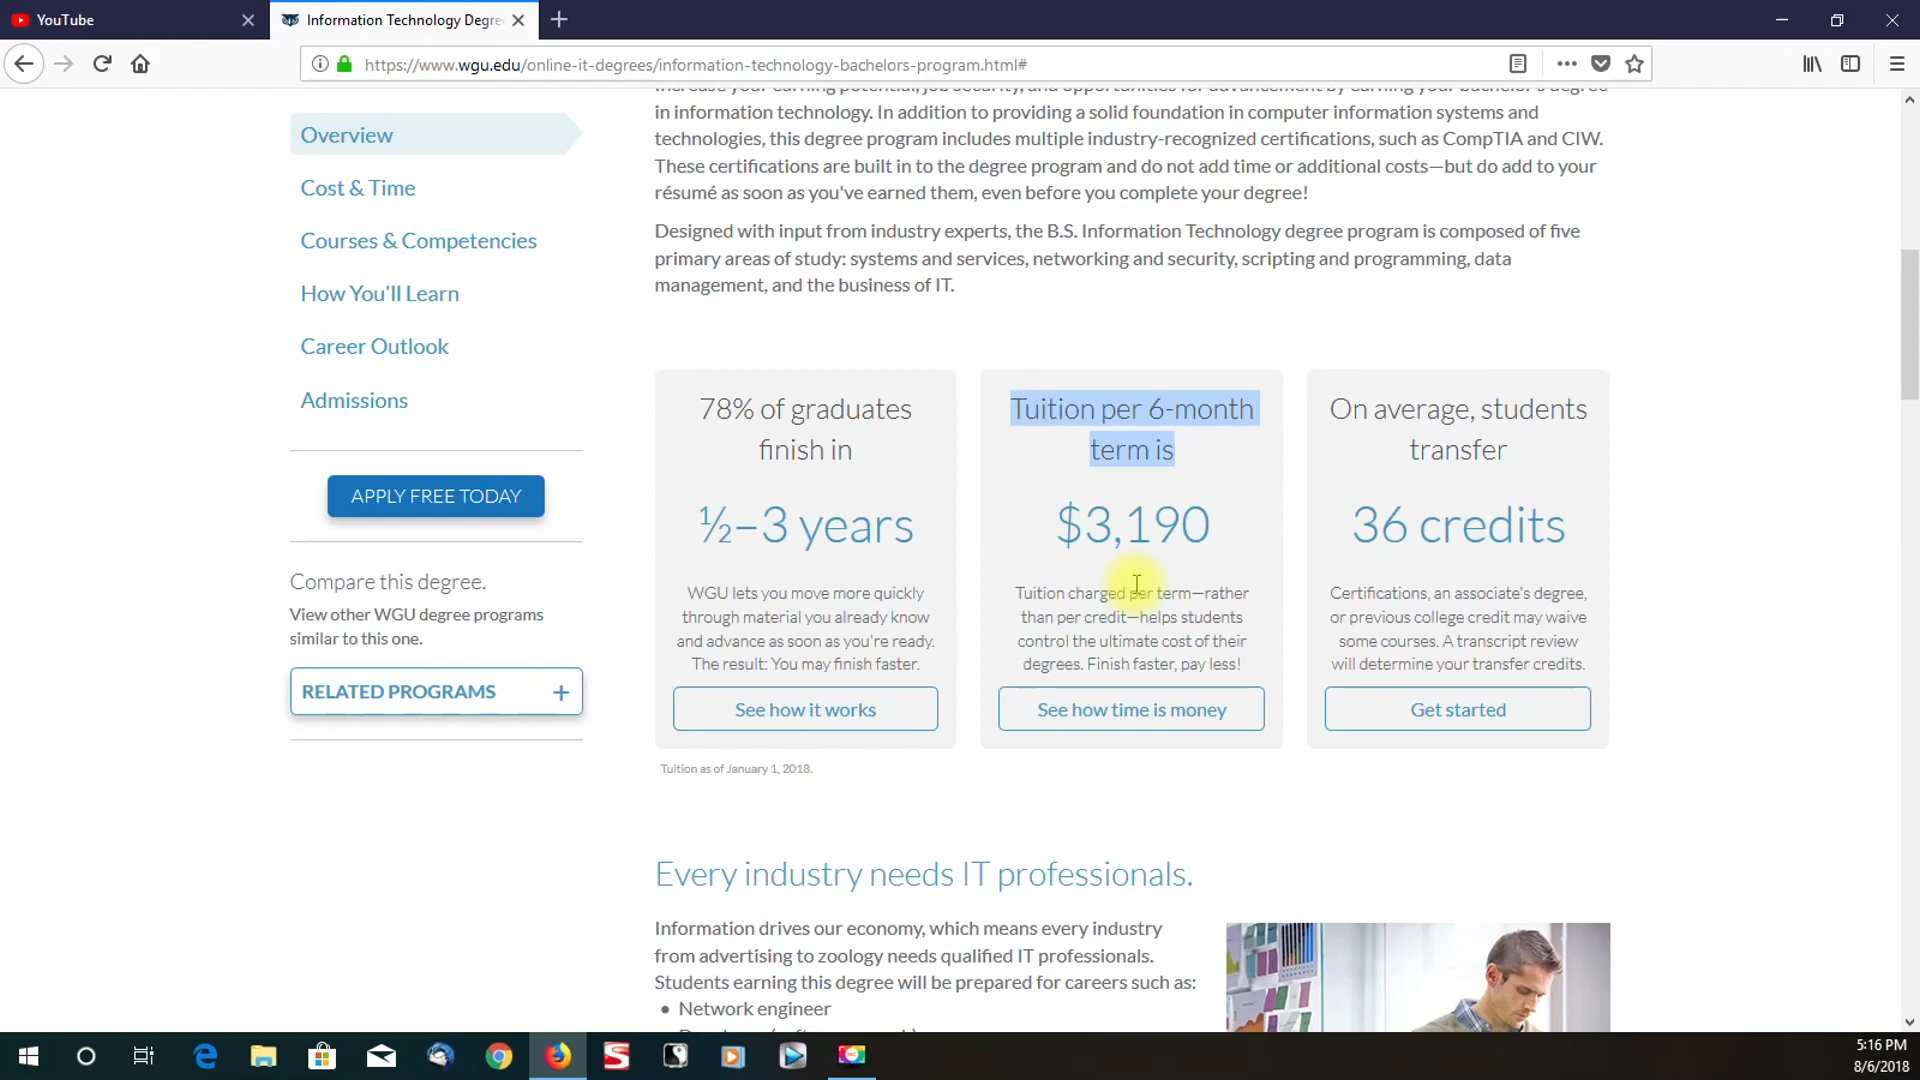 YouTube
Information Technology Degre
https://www.wgu.edu/online-it-degrees/information-technology-bachelors-program.html#
Overview
Cost & Time
Courses & Competencies
How You'll Learn
Career Outlook
Admissions
APPLY FREE TODAY
Compare this degree.
View other WGU degree programs
similar to this one.
RELATED PROGRAMS +
increase your earning potential, job security, and opportunities for advancement by earning your bachelor's degree
in information technology. In addition to providing a solid foundation in computer information systems and
technologies, this degree program includes multiple industry-recognized certifications, such as CompTIA and CIW.
These certifications are built in to the degree program and do not add time or additional costs—but do add to your
résumé as soon as you've earned them, even before you complete your degree!
Designed with input from industry experts, the B.S. Information Technology degree program is composed of five
primary areas of study: systems and services, networking and security, scripting and programming, data
management, and the business of IT.
78% of graduates
finish in
½–3 years
WGU lets you move more quickly
through material you already know
and advance as soon as you're ready.
The result: You may finish faster.
See how it works
Tuition per 6-month
term is
$3,190
Tuition charged per term—rather
than per credit—helps students
control the ultimate cost of their
degrees. Finish faster, pay less!
See how time is money
On average, students
transfer
36 credits
Certifications, an associate's degree,
or previous college credit may waive
some courses. A transcript review
will determine your transfer credits.
Get started
Tuition as of January 1, 2018.
Every industry needs IT professionals.
Information drives our economy, which means every industry
from advertising to zoology needs qualified IT professionals.
Students earning this degree will be prepared for careers such as:
• Network engineer
5:16 PM
8/6/2018